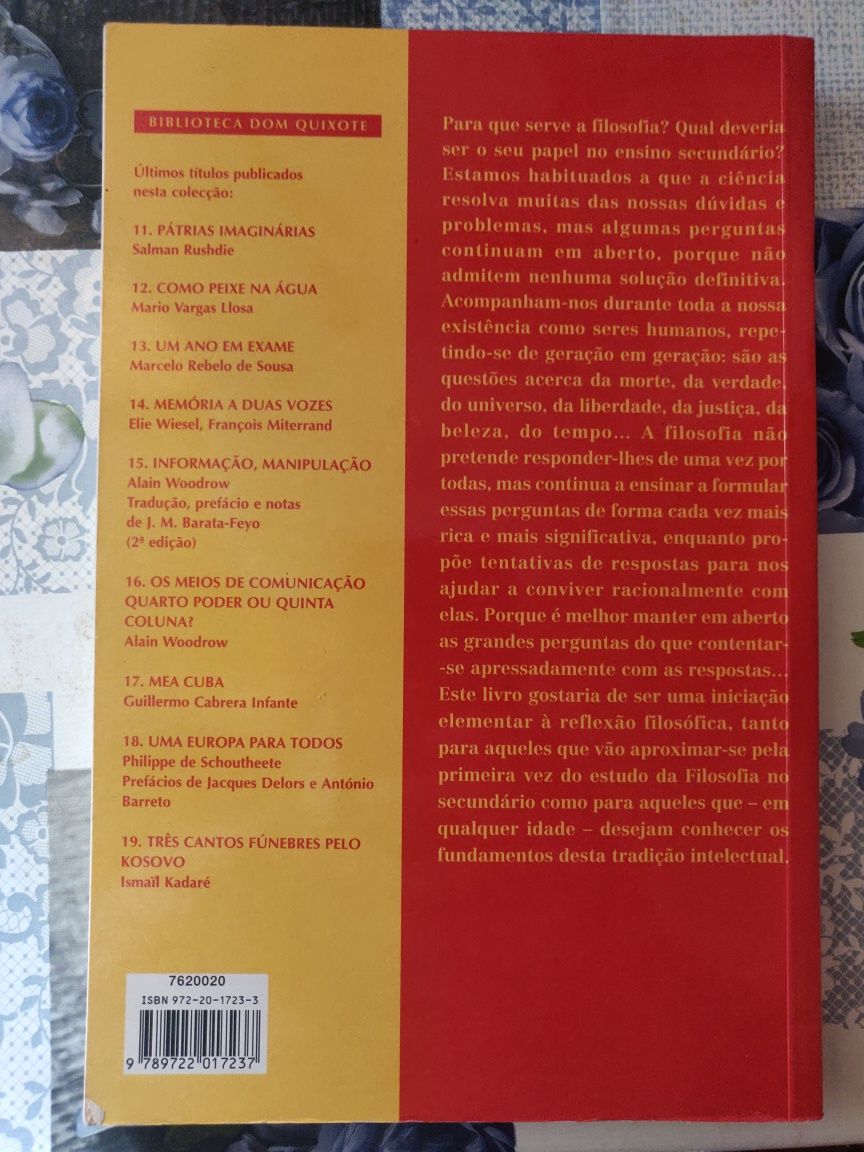 BIBLIOTECA DOM QUIXOTE
Últimos títulos publicados
nesta colecção:
11. PÁTRIAS IMAGINÁRIAS
Salman Rushdie
12. COMO PEIXE NA ÁGUA
Mario Vargas Llosa
13. UM ANO EM EXAME
Marcelo Rebelo de Sousa
14. MEMÓRIA A DUAS VOZES
Elie Wiesel, François Miterrand
15. INFORMAÇÃO, MANIPULAÇÃO
Alain Woodrow
Tradução, prefácio e notas
de J. M. Barata-Feyo
(2ª edição)
16. OS MEIOS DE COMUNICAÇÃO
QUARTO PODER OU QUINTA
COLUNA?
Alain Woodrow
17. MEA CUBA
Guillermo Cabrera Infante
18. UMA EUROPA PARA TODOS
Philippe de Schoutheete
Prefácios de Jacques Delors e António
Barreto
19. TRÊS CANTOS FÚNEBRES PELO
KOSOVO
Ismaïl Kadaré
7620020
ISBN 972-20-1723-3
9 789722 017237
Para que serve a filosofia? Qual deveria
ser o seu papel no ensino secundário?
Estamos habituados a que a ciência
resolva muitas das nossas dúvidas e
problemas, mas algumas perguntas
continuam em aberto, porque não
admitem nenhuma solução definitiva.
Acompanham-nos durante toda a nossa
existência como seres humanos, repe-
tindo-se de geração em geração: são as
questões acerca da morte, da verdade,
do universo, da liberdade, da justiça, da
beleza, do tempo... A filosofia não
pretende responder-lhes de uma vez por
todas, mas continua a ensinar a formular
essas perguntas de forma cada vez mais
rica e mais significativa, enquanto pro-
põe tentativas de respostas para nos
ajudar a conviver racionalmente com
elas. Porque é melhor manter em aberto
as grandes perguntas do que contentar-
-se apressadamente com as respostas...
Este livro gostaria de ser uma iniciação
elementar à reflexão filosófica, tanto
para aqueles que vão aproximar-se pela
primeira vez do estudo da Filosofia no
secundário como para aqueles que – em
qualquer idade – desejam conhecer os
fundamentos desta tradição intelectual.